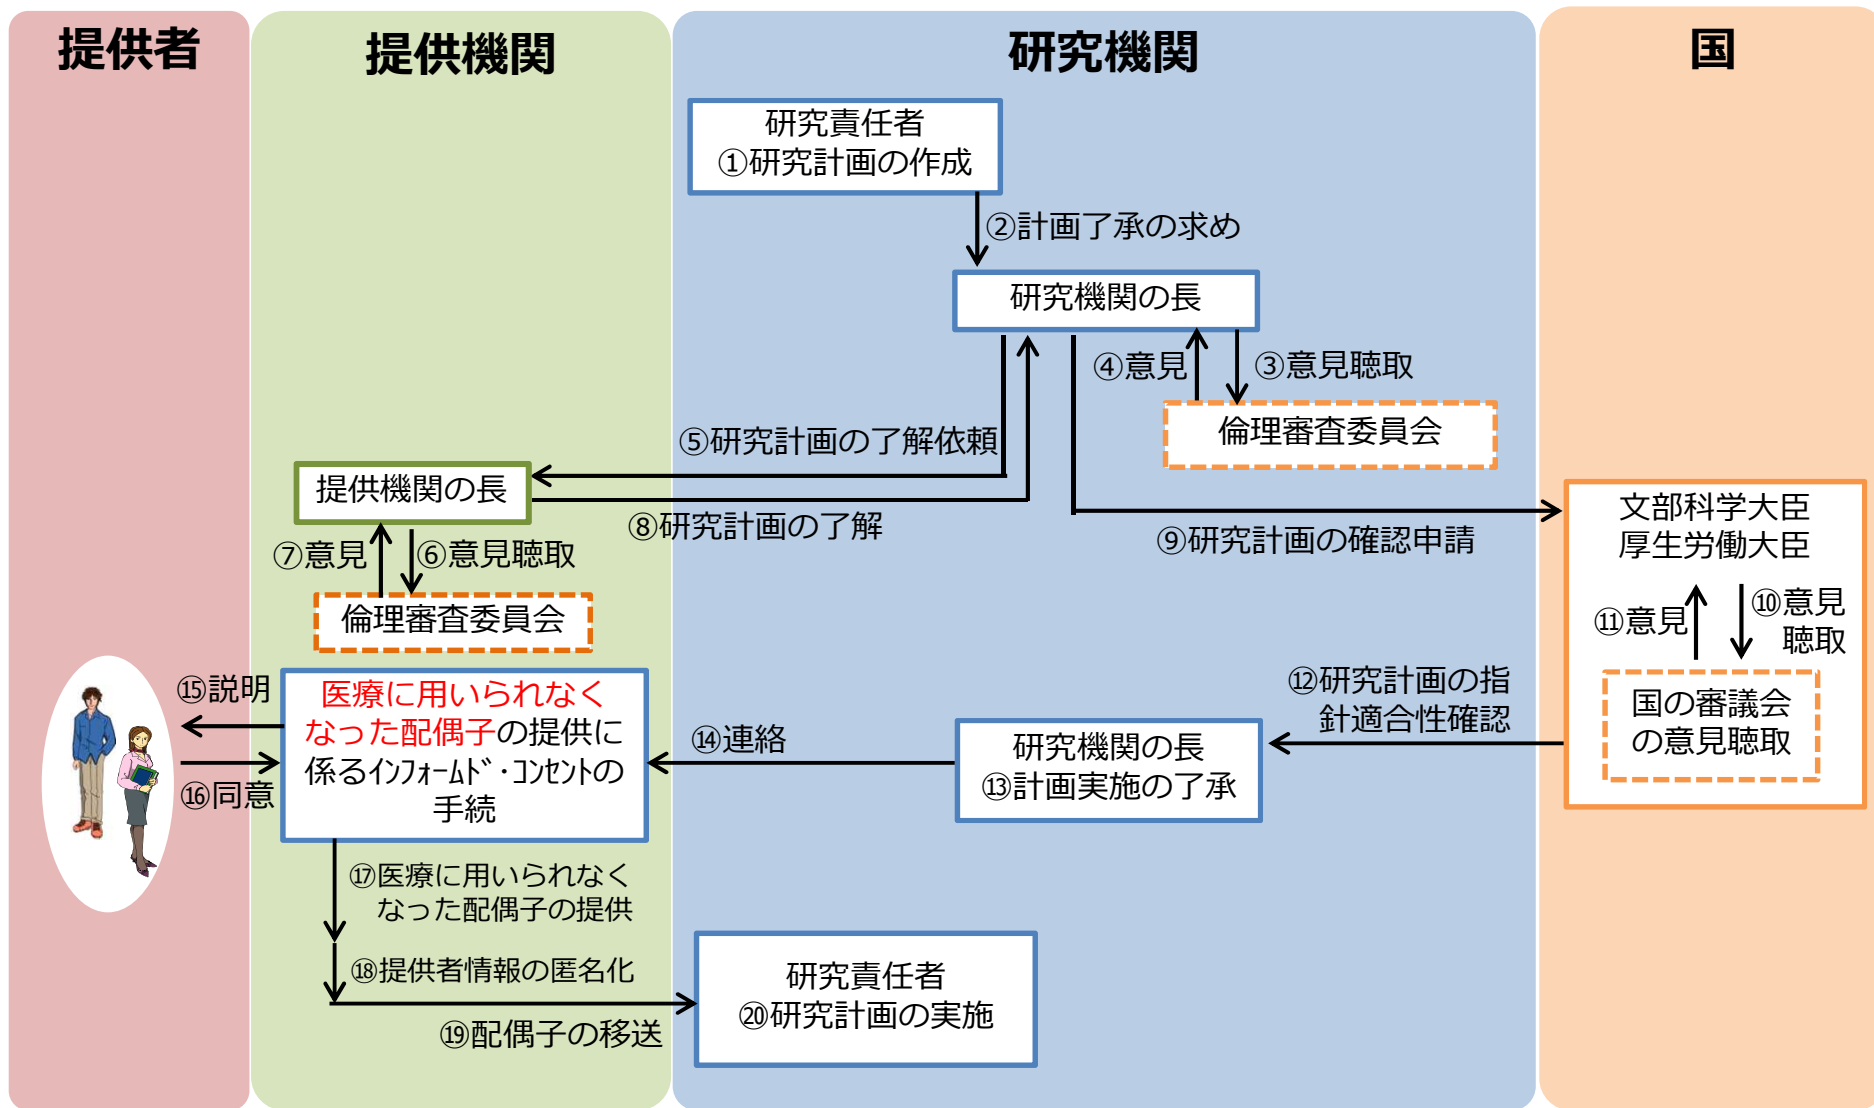 提供者
提供機関
研究機関
国
研究責任者
①研究計画の作成
②計画了承の求め
研究機関の長
④意見
③意見聴取
倫理審査委員会
⑤研究計画の了解依頼
提供機関の長
⑧研究計画の了解
⑦意見
⑥意見聴取
倫理審査委員会
⑨研究計画の確認申請
文部科学大臣
厚生労働大臣
⑪意見
⑩意見
聴取
国の審議会
の意見聴取
⑫研究計画の指
針適合性確認
研究機関の長
⑬計画実施の了承
⑭連絡
医療に用いられなく
なった配偶子の提供に
係るインフォームド・コンセントの
手続
⑮説明
⑯同意
⑰医療に用いられなく
なった配偶子の提供
⑱提供者情報の匿名化
⑲配偶子の移送
研究責任者
⑳研究計画の実施